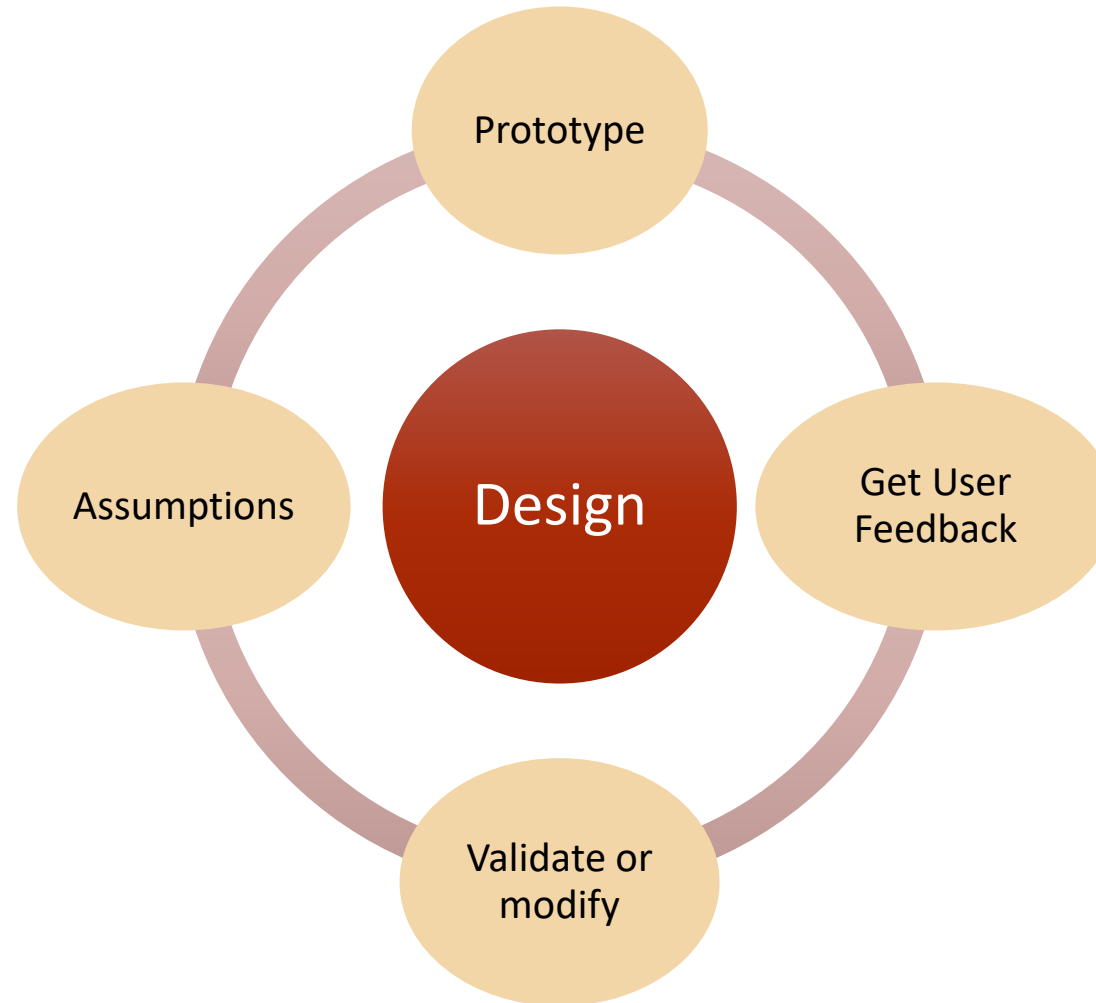 Prototype
Assumptions
Design
Get User
Feedback
Validate or
modify